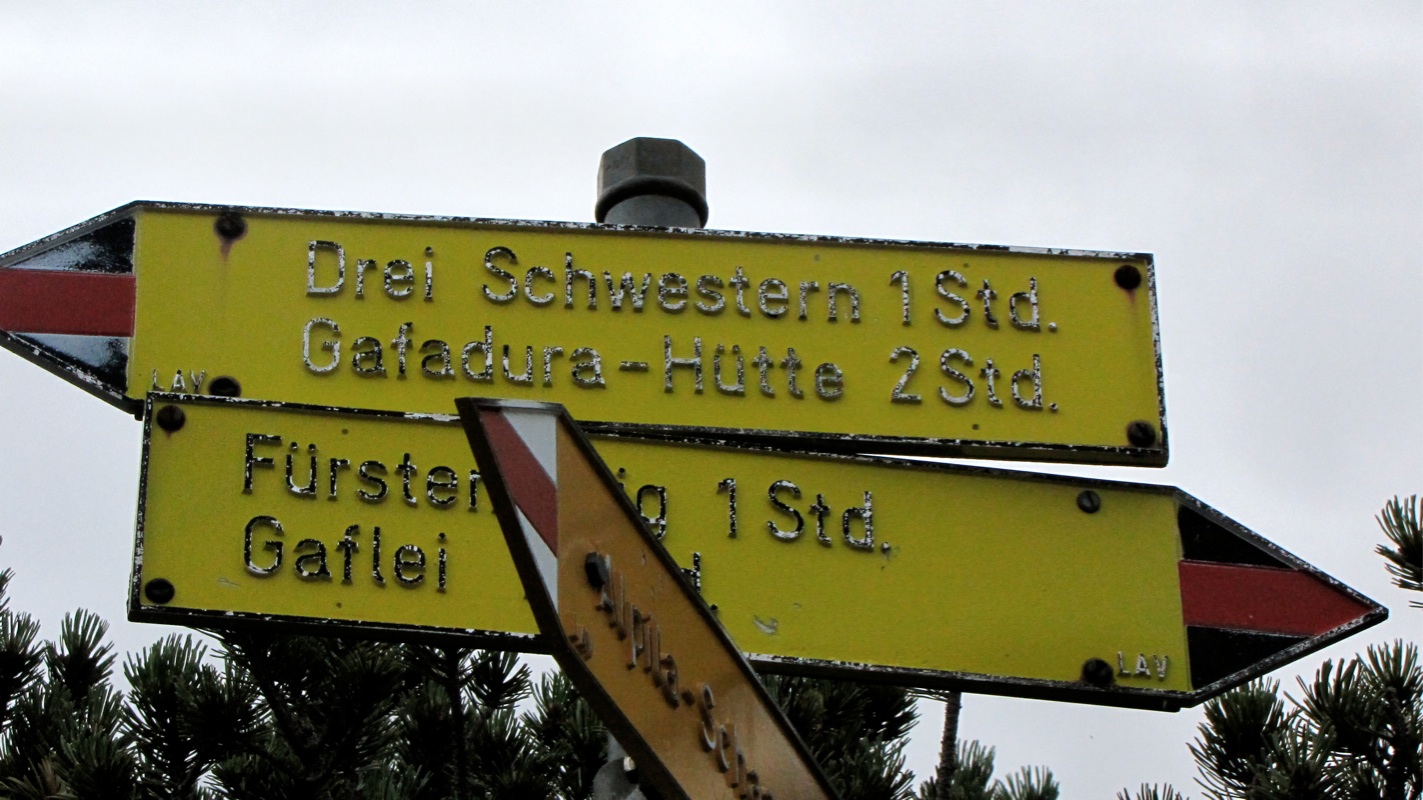 Drei Schwestern 1 Std.
Gafadura-Hütte 2 Std.
LAV
1 Std.
Gaflei
LAV